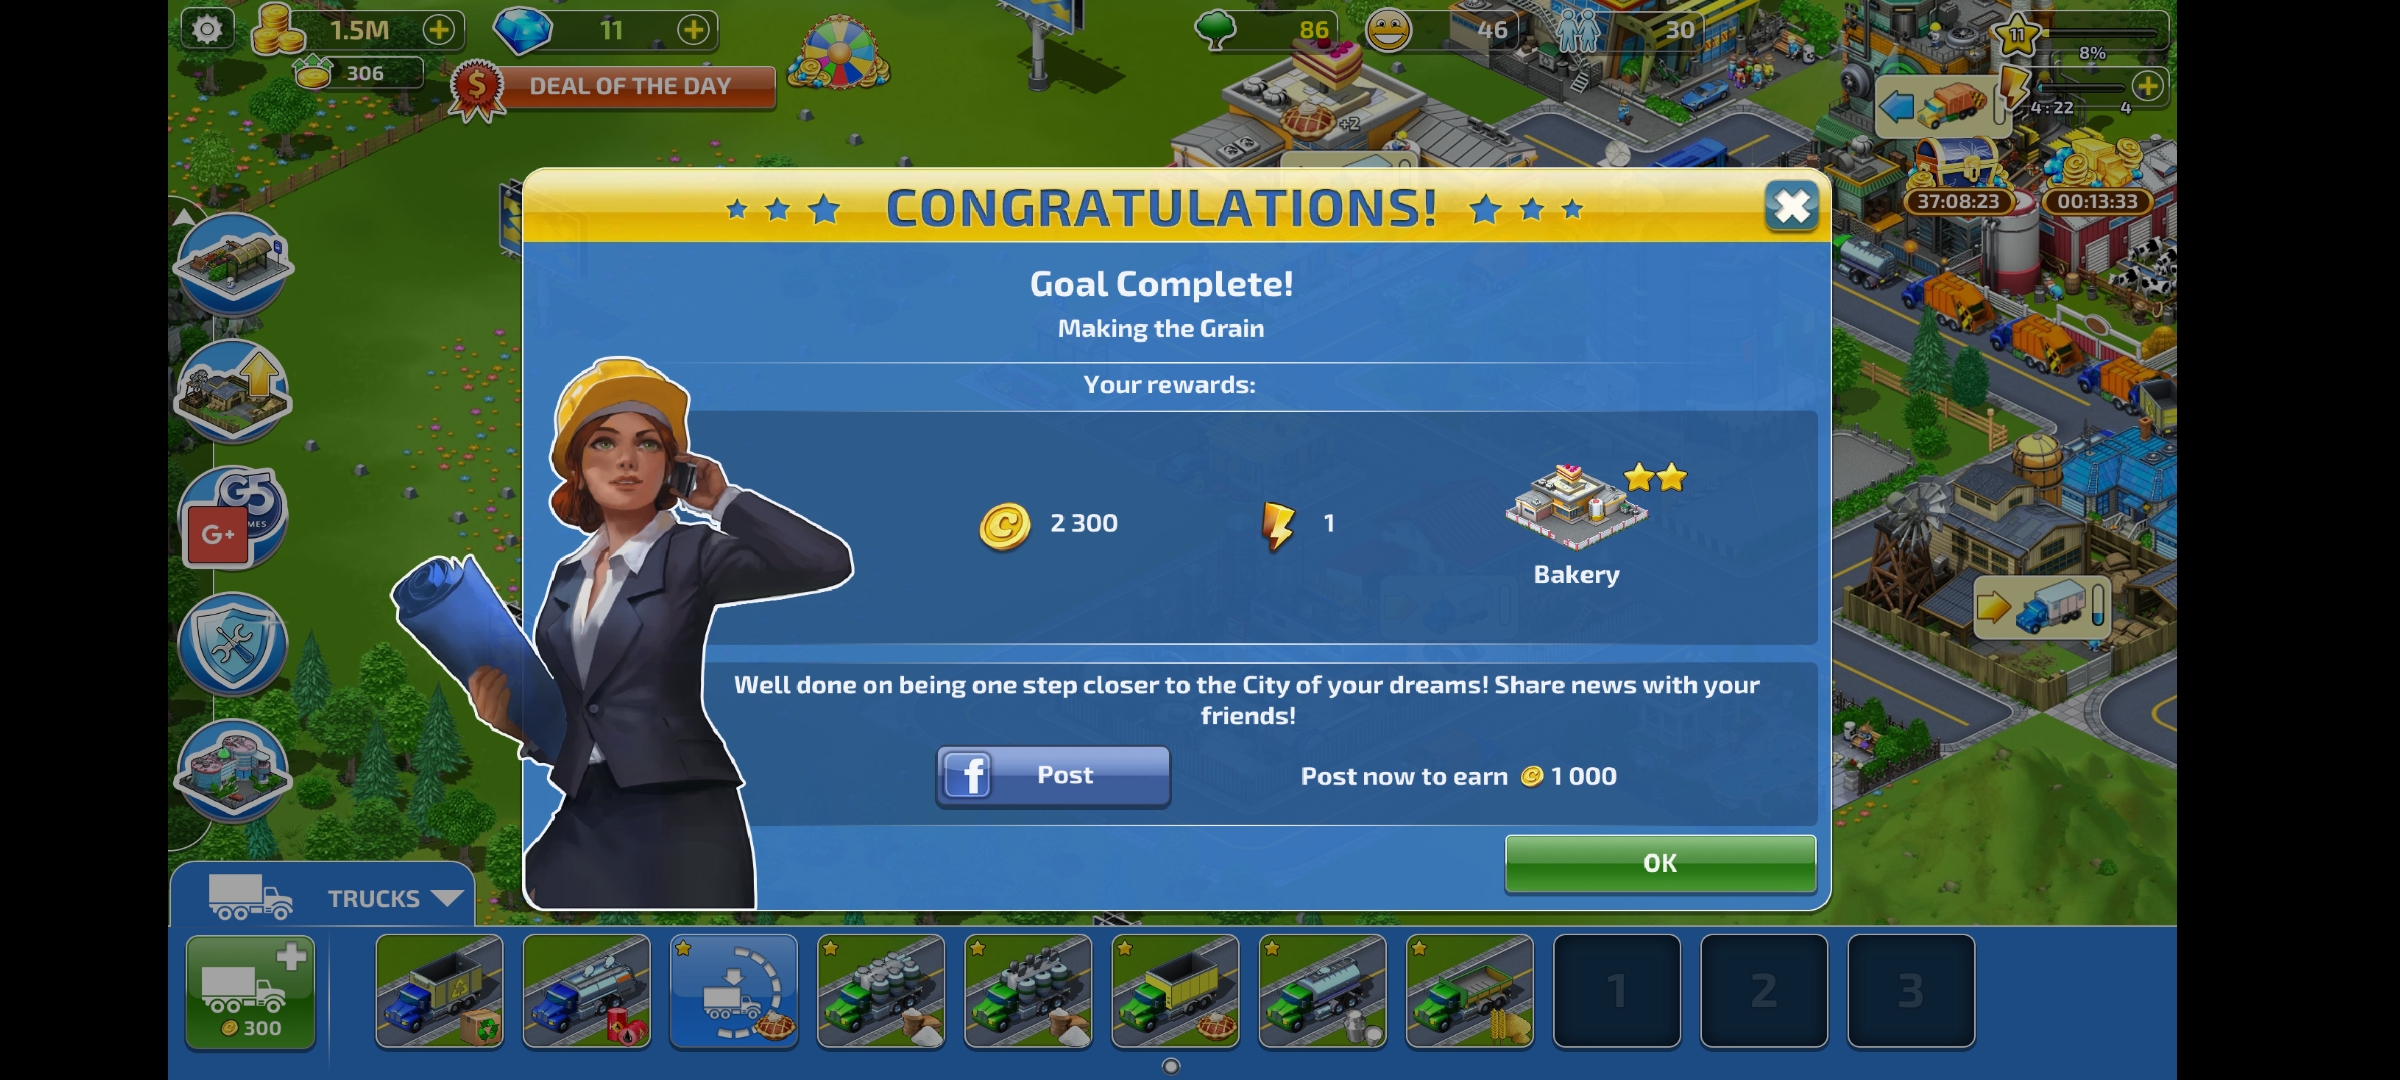 1.5M
11
86
46
30
11
8%
306
DEAL OF THE DAY
+2
4:22
4
37:08:23
00:13:33
CONGRATULATIONS!
Goal Complete!
Making the Grain
Your rewards:
2 300
1
Bakery
G5
MES
G+
Well done on being one step closer to the City of your dreams! Share news with your
friends!
f
Post
Post now to earn
1 000
OK
TRUCKS
300
1
2
3